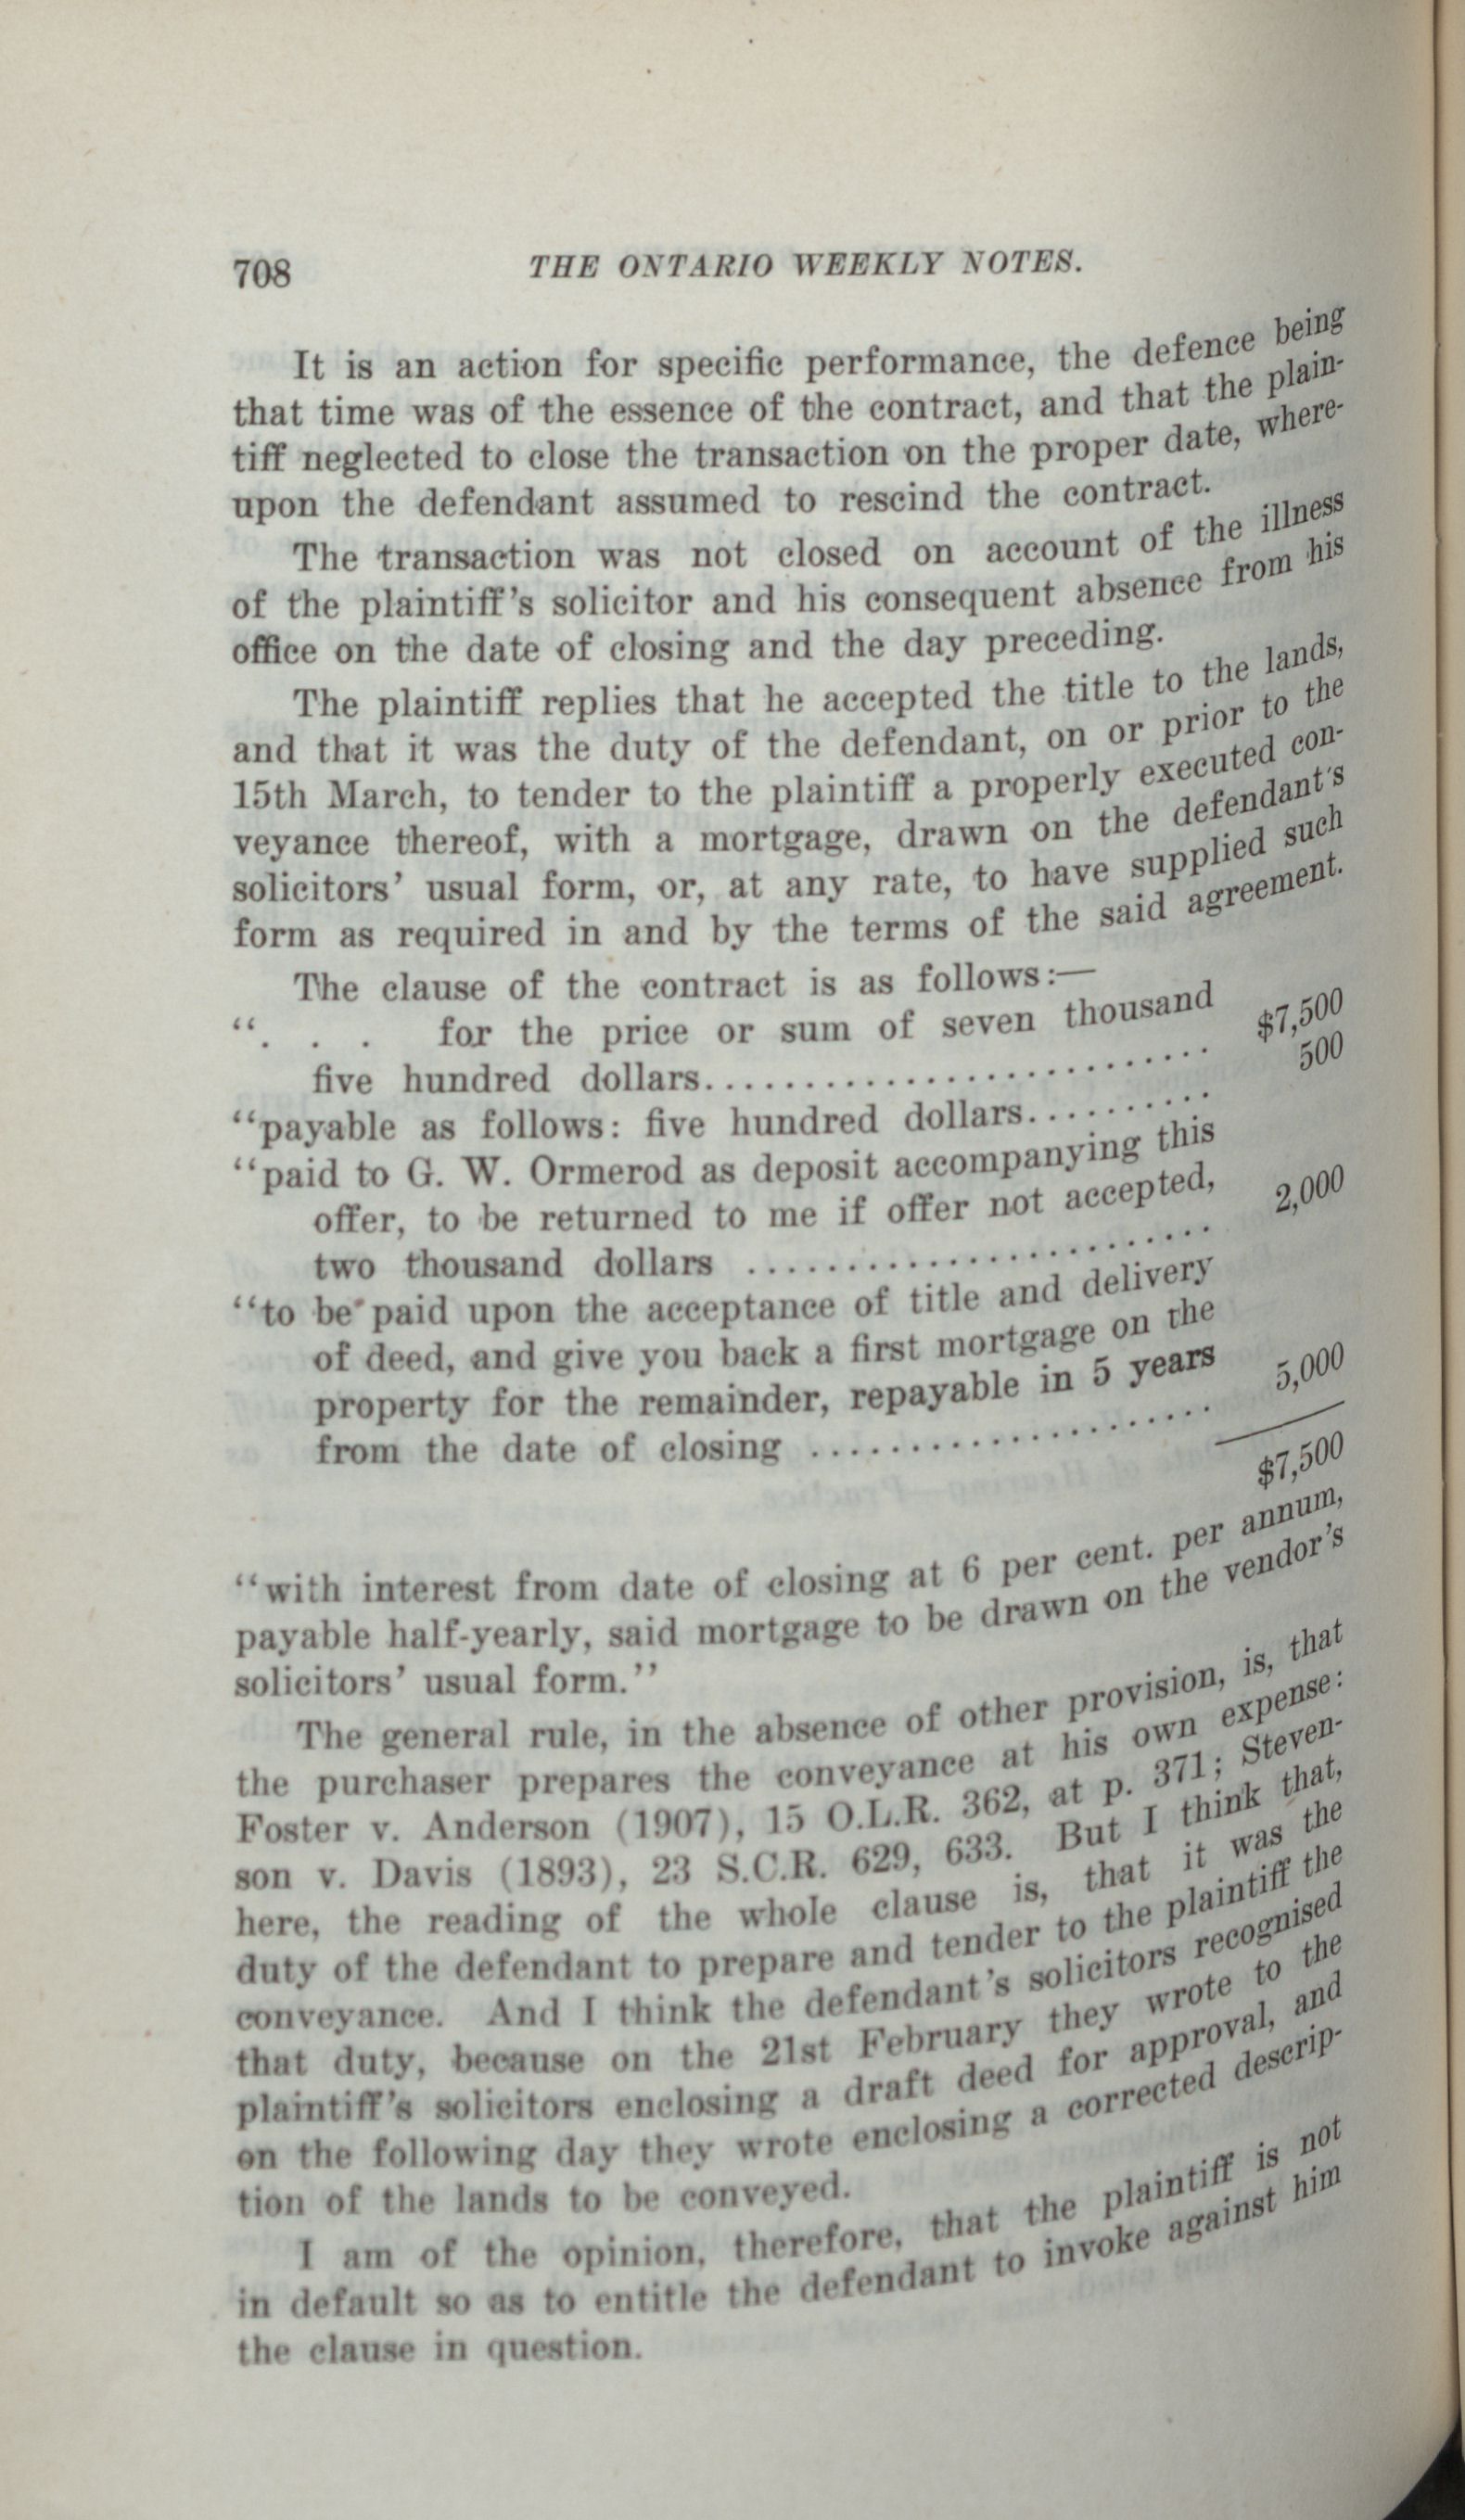 708 THE ONTARIO WEEKLY NOTES.
It is an action for specific performance, the defence being
that time was of the essence of the contract, and that the plain-
tiff neglected to close the transaction on the proper date, where-
upon the defendant assumed to rescind the contract.
The transaction was not closed on account of the illness
of the plaintiff's solicitor and his consequent absence from his
office on the date of closing and the day preceding.
The plaintiff replies that he accepted the title to the lands,
and that it was the duty of the defendant, on or prior to the
15th March, to tender to the plaintiff a properly executed con-
veyance thereof, with a mortgage, drawn on the defendant's
solicitors' usual form, or, at any rate, to have supplied such
form as required in and by the terms of the said agreement.
The clause of the contract is as follows:—
". . . for the price or sum of seven thousand
five hundred dollars.......................... $7,500
"payable as follows: five hundred dollars.......... 500
"paid to G. W. Ormerod as deposit accompanying this
offer, to be returned to me if offer not accepted,
two thousand dollars ........................ 2,000
"to be paid upon the acceptance of title and delivery
of deed, and give you back a first mortgage on the
property for the remainder, repayable in 5 years
from the date of closing ..................... 5,000
$7,500
"with interest from date of closing at 6 per cent. per annum,
payable half-yearly, said mortgage to be drawn on the vendor's
solicitors' usual form."
The general rule, in the absence of other provision, is, that
the purchaser prepares the conveyance at his own expense:
Foster v. Anderson (1907), 15 O.L.R. 362, at p. 371; Steven-
son v. Davis (1893), 23 S.C.R. 629, 633. But I think that,
here, the reading of the whole clause is, that it was the
duty of the defendant to prepare and tender to the plaintiff the
conveyance. And I think the defendant's solicitors recognised
that duty, because on the 21st February they wrote to the
plaintiff's solicitors enclosing a draft deed for approval, and
on the following day they wrote enclosing a corrected descrip-
tion of the lands to be conveyed.
I am of the opinion, therefore, that the plaintiff is not
in default so as to entitle the defendant to invoke against him
the clause in question.